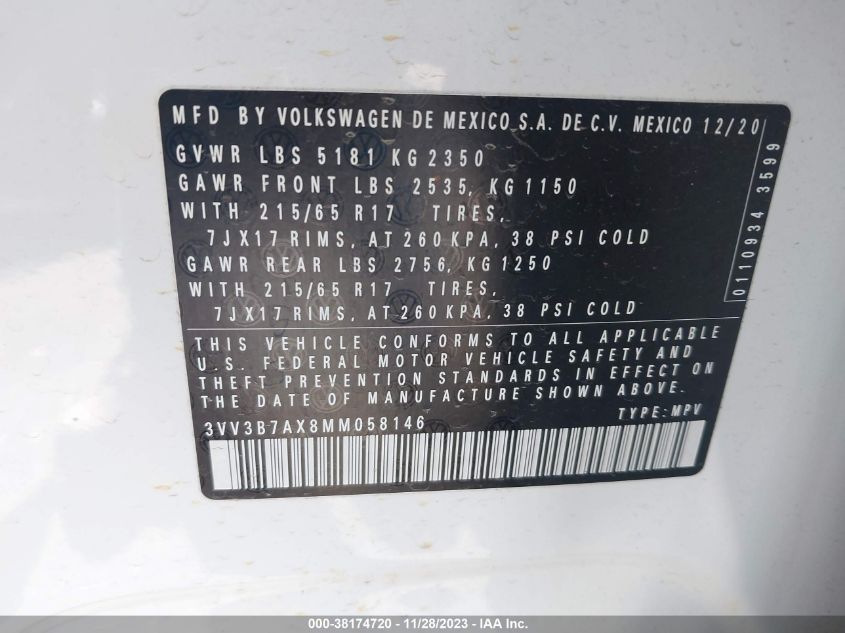 MFD BY VOLKSWAGEN DE MEXICO S.A. DE C.V. MEXICO 12/20
GVWR LBS 5181 KG 2350
GAWR FRONT LBS 2535, KG 1150
WITH 215/65 R17 TIRES,
7JX17 RIMS, AT 260 KPA, 38 PSI COLD
GAWR REAR LBS 2756, KG 1250
WITH 215/65 R17 TIRES,
7JX17 RIMS, AT 260 KPA, 38 PSI COLD
0110934 3599
THIS VEHICLE CONFORMS TO ALL APPLICABLE
U.S. FEDERAL MOTOR VEHICLE SAFETY AND
THEFT PREVENTION STANDARDS IN EFFECT ON
THE DATE OF MANUFACTURE SHOWN ABOVE.
3VV3B7AX8MM058146 TYPE: MPV
000-38174720 - 11/28/2023 - IAA Inc.